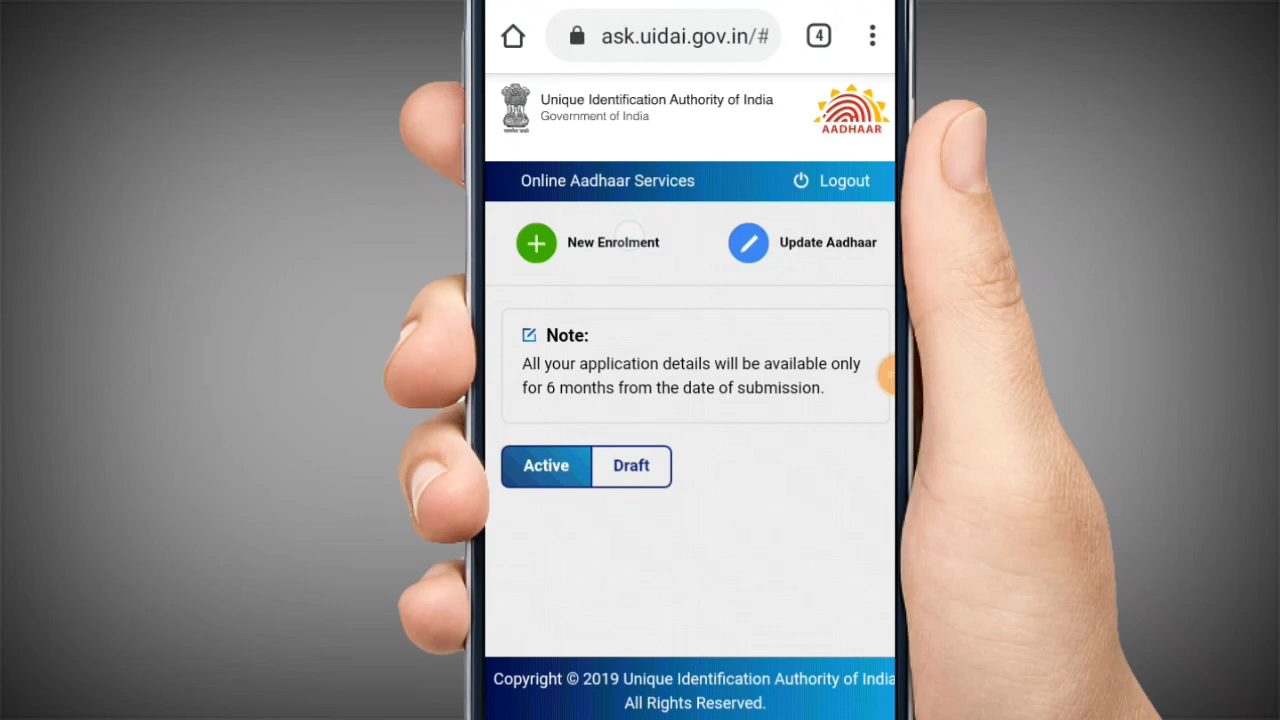 ask.uidai.gov.in/#
4
Unique Identification Authority of India
Government of India
AADHAAR
Online Aadhaar Services
Logout
New Enrolment
Update Aadhaar
Note:
All your application details will be available only
for 6 months from the date of submission.
Active
Draft
Copyright © 2019 Unique Identification Authority of India
All Rights Reserved.